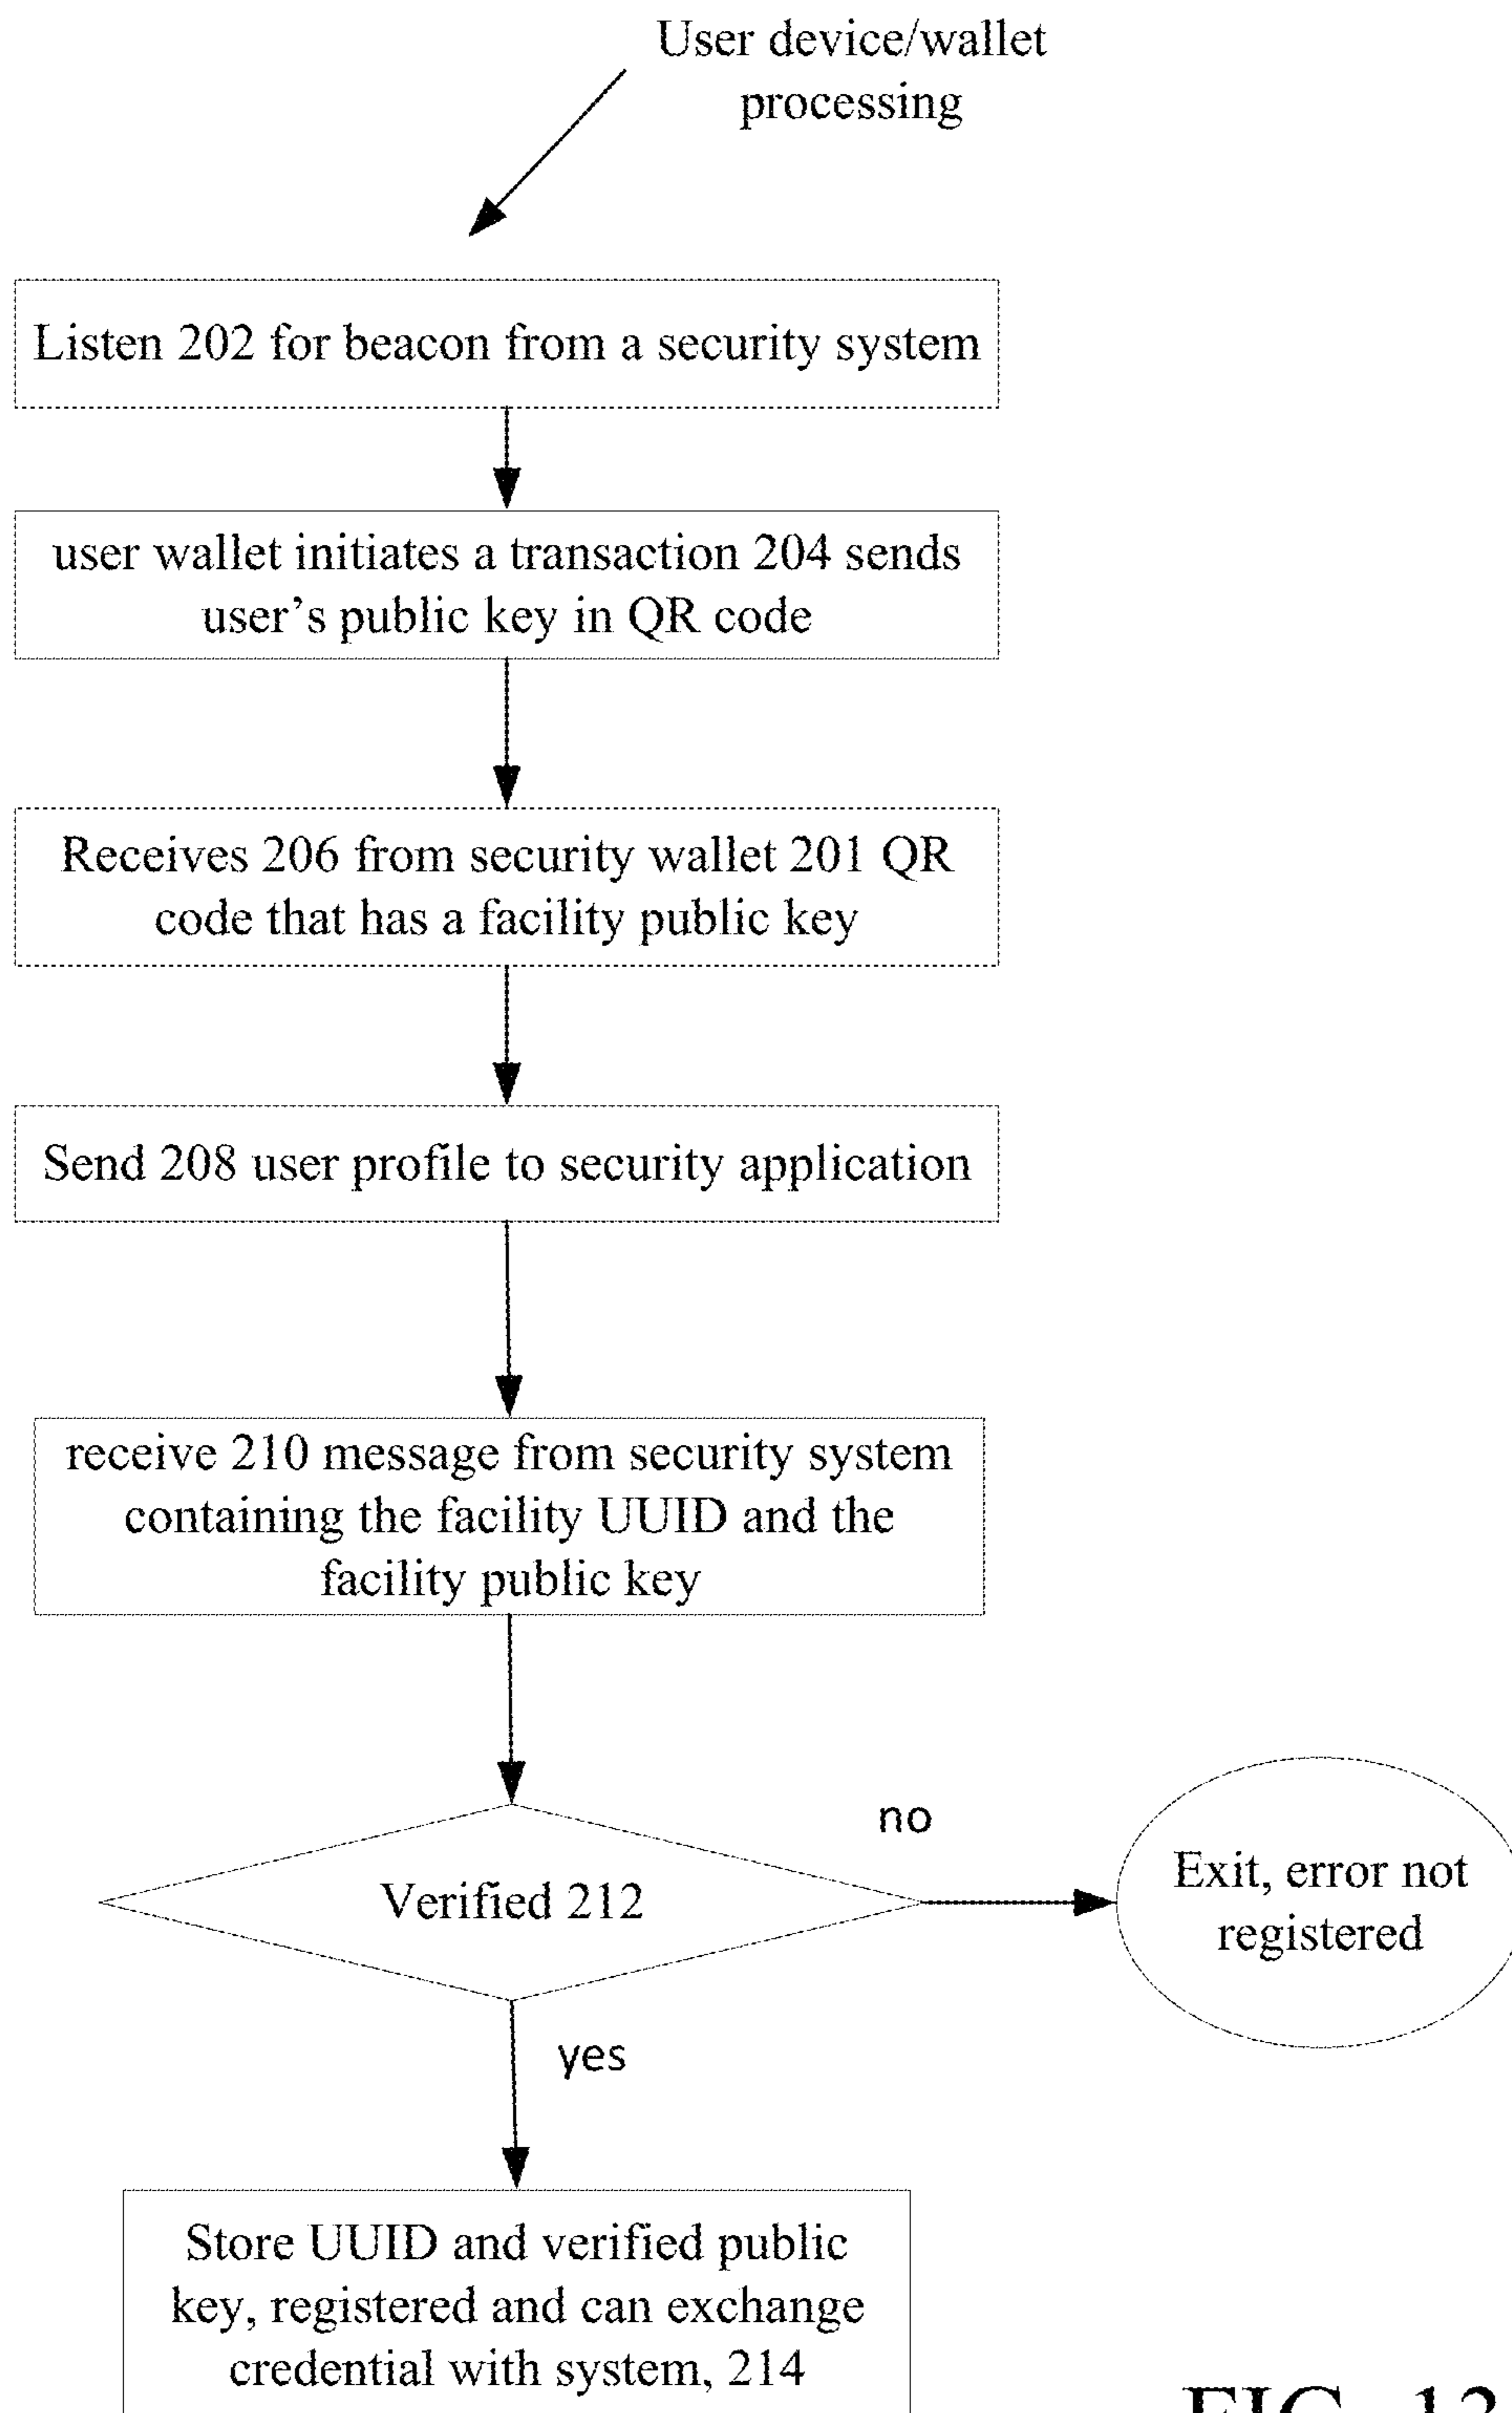 User device/wallet
processing
Listen 202 for beacon from a security system
user wallet initiates a transaction 204 sends
user’s public key in QR code
Receives 206 from security wallet 201 QR
code that has a facility public key
Send 208 user profile to security application
receive 210 message from security system
containing the facility UUID and the
facility public key
no
Verified 212
Exit, error not
registered
yes
Store UUID and verified public
key, registered and can exchange
credential with system, 214
FIG. 13